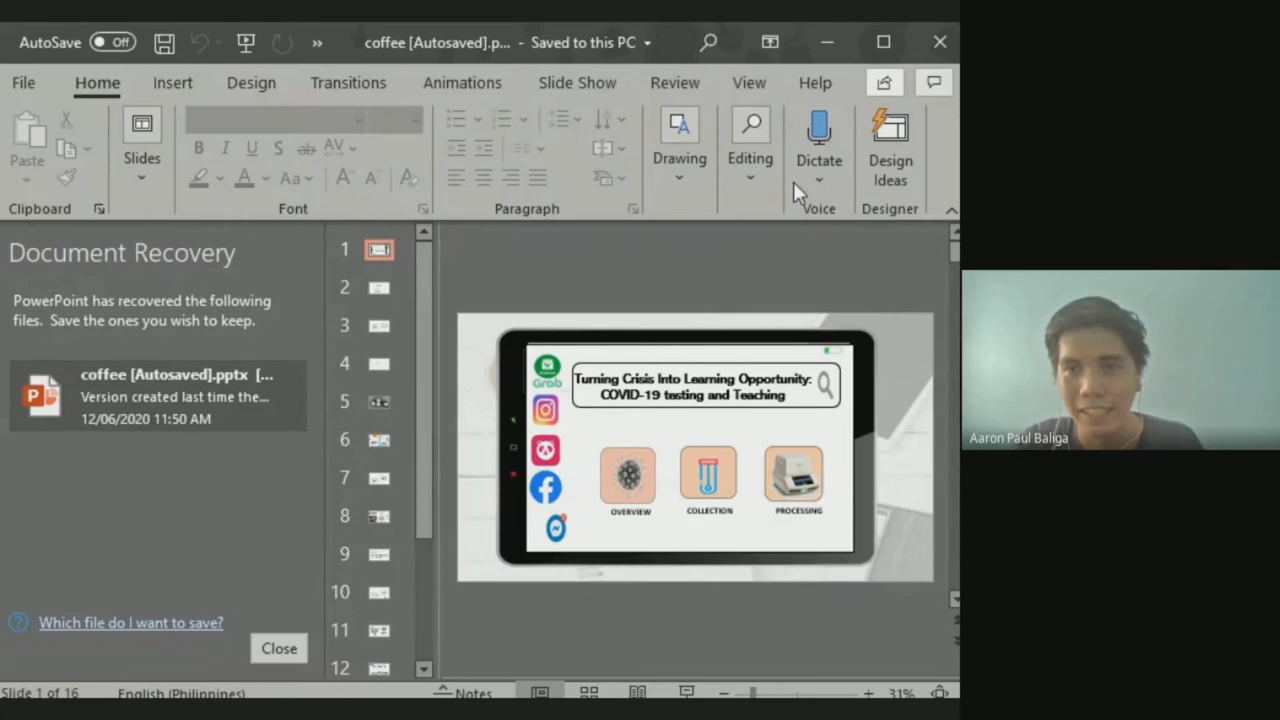 AutoSave Off » coffee [Autosaved].p... - Saved to this PC
File Home Insert Design Transitions Animations Slide Show Review View Help
Paste
Slides
B I U S ab AV
A Aa A A A
Drawing
Editing
Dictate
Design
Ideas
Clipboard Font Paragraph Voice Designer
Document Recovery
PowerPoint has recovered the following
files. Save the ones you wish to keep.
P
coffee [Autosaved].pptx [...
Version created last time the...
12/06/2020 11:50 AM
? Which file do I want to save?
Close
1
2
3
4
5
6
7
8
9
10
11
12
Grab
Turning Crisis Into Learning Opportunity:
COVID-19 testing and Teaching
OVERVIEW COLLECTION PROCESSING
Aaron Paul Baliga
Slide 1 of 16 English (Philippines) Notes 31%